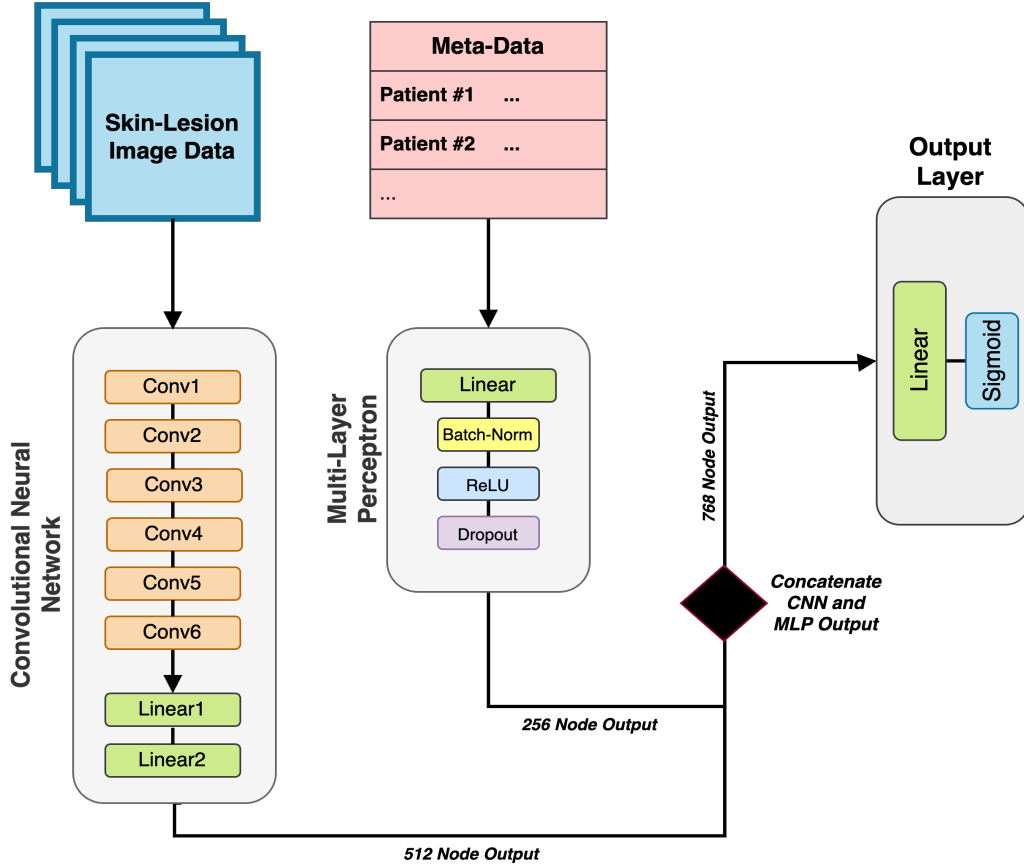 Skin-Lesion
Image Data
Meta-Data
Patient #1 ...
Patient #2 ...
...
Convolutional Neural
Network
Conv1
Conv2
Conv3
Conv4
Conv5
Conv6
Linear1
Linear2
Multi-Layer
Perceptron
Linear
Batch-Norm
ReLU
Dropout
256 Node Output
512 Node Output
Concatenate
CNN and
MLP Output
768 Node Output
Output
Layer
Linear
Sigmoid